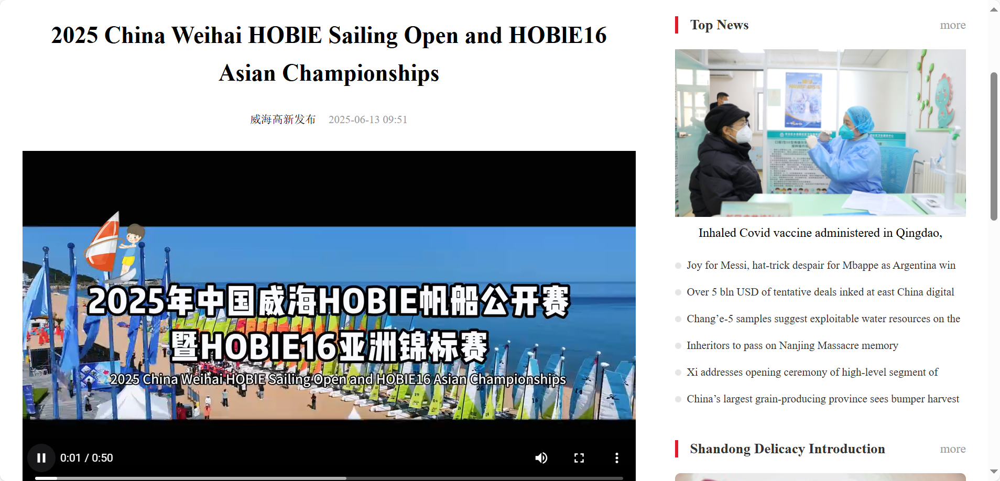 2025 China Weihai HOBlE Sailing Open and HOBlE16
Asian Championships
威海高新发布 2025-06-13 09:51
2025年中国威海HOBIE帆船公开赛
暨HOBIE16亚洲锦标赛
2025 China Weihai HOBIE Sailing Open and HOBIE16 Asian Championships
0:01 / 0:50
Top News more
Inhaled Covid vaccine administered in Qingdao,
Joy for Messi, hat-trick despair for Mbappe as Argentina win
Over 5 bln USD of tentative deals inked at east China digital
Chang’e-5 samples suggest exploitable water resources on the
Inheritors to pass on Nanjing Massacre memory
Xi addresses opening ceremony of high-level segment of
China’s largest grain-producing province sees bumper harvest
Shandong Delicacy Introduction more